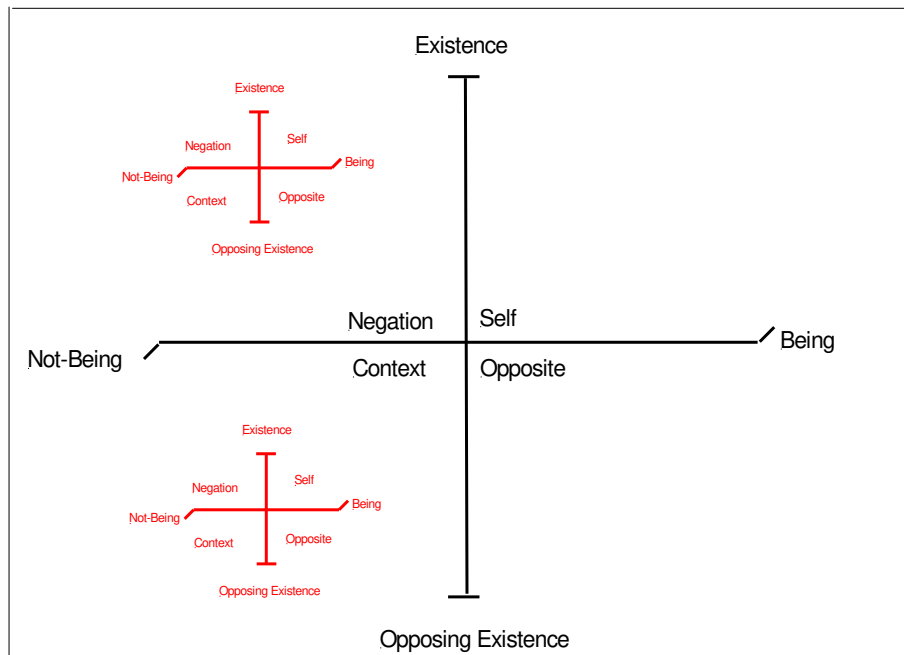 Existence
Existence
Negation
Self
Being
Not-Being
Context
Opposite
Opposing Existence
Negation
Self
Being
Not-Being
Context
Opposite
Existence
Negation
Self
Being
Not-Being
Context
Opposite
Opposing Existence
Opposing Existence